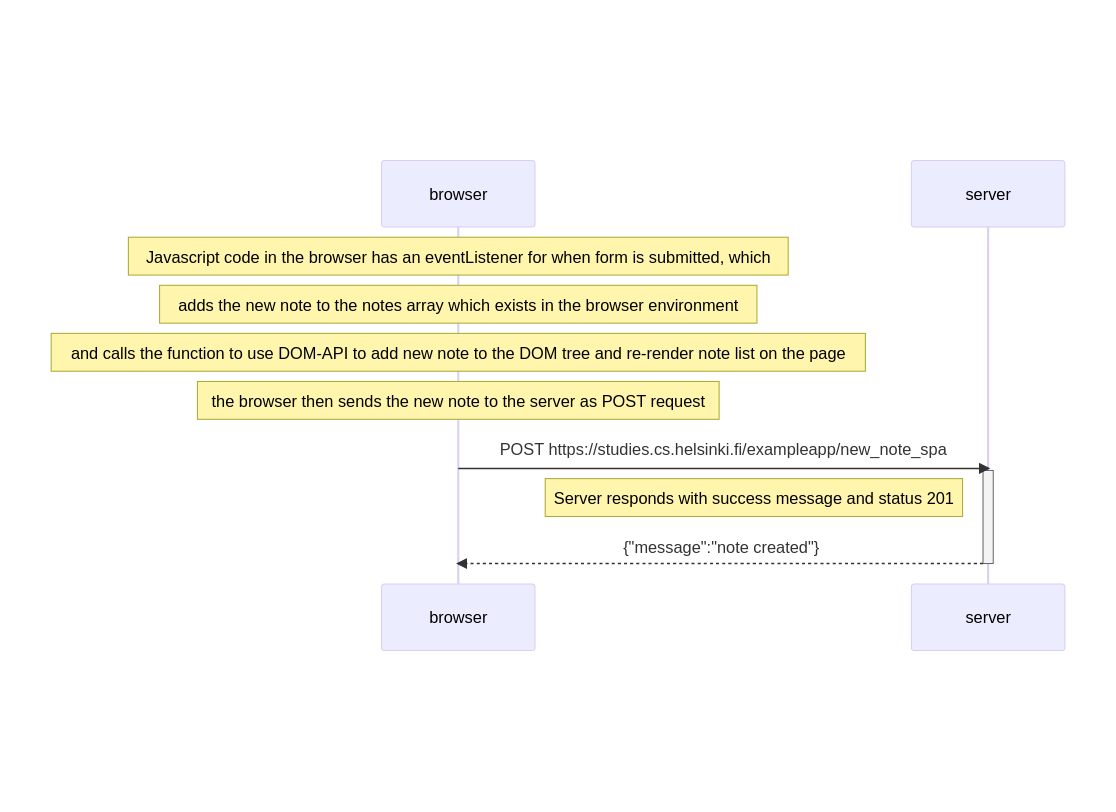 browser
server
Javascript code in the browser has an eventListener for when form is submitted, which
adds the new note to the notes array which exists in the browser environment
and calls the function to use DOM-API to add new note to the DOM tree and re-render note list on the page
the browser then sends the new note to the server as POST request
POST https://studies.cs.helsinki.fi/exampleapp/new_note_spa
Server responds with success message and status 201
{"message":"note created"}
browser
server